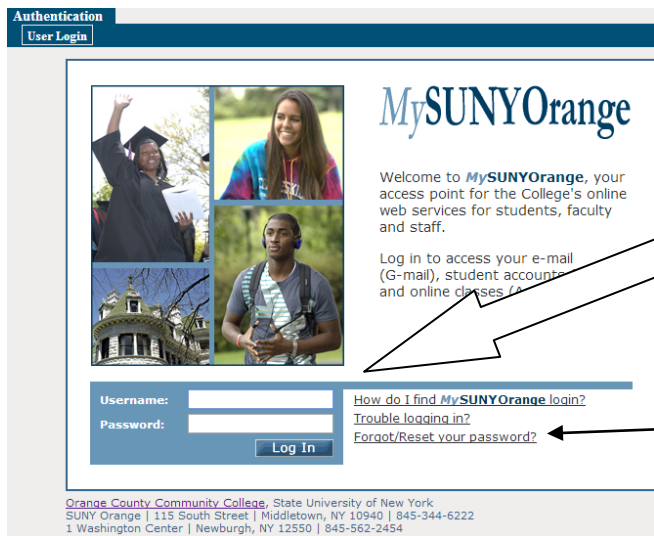 Authentication
User Login
MySUNYOrange
Welcome to MySUNYOrange, your
access point for the College's online
web services for students, faculty
and staff.
Log in to access your e-mail
(G-mail), student accounts
and online classes
Username:
Password:
Log In
How do I find MySUNYOrange login?
Trouble logging in?
Forgot/Reset your password?
Orange County Community College, State University of New York
SUNY Orange | 115 South Street | Middletown, NY 10940 | 845-344-6222
1 Washington Center | Newburgh, NY 12550 | 845-562-2454